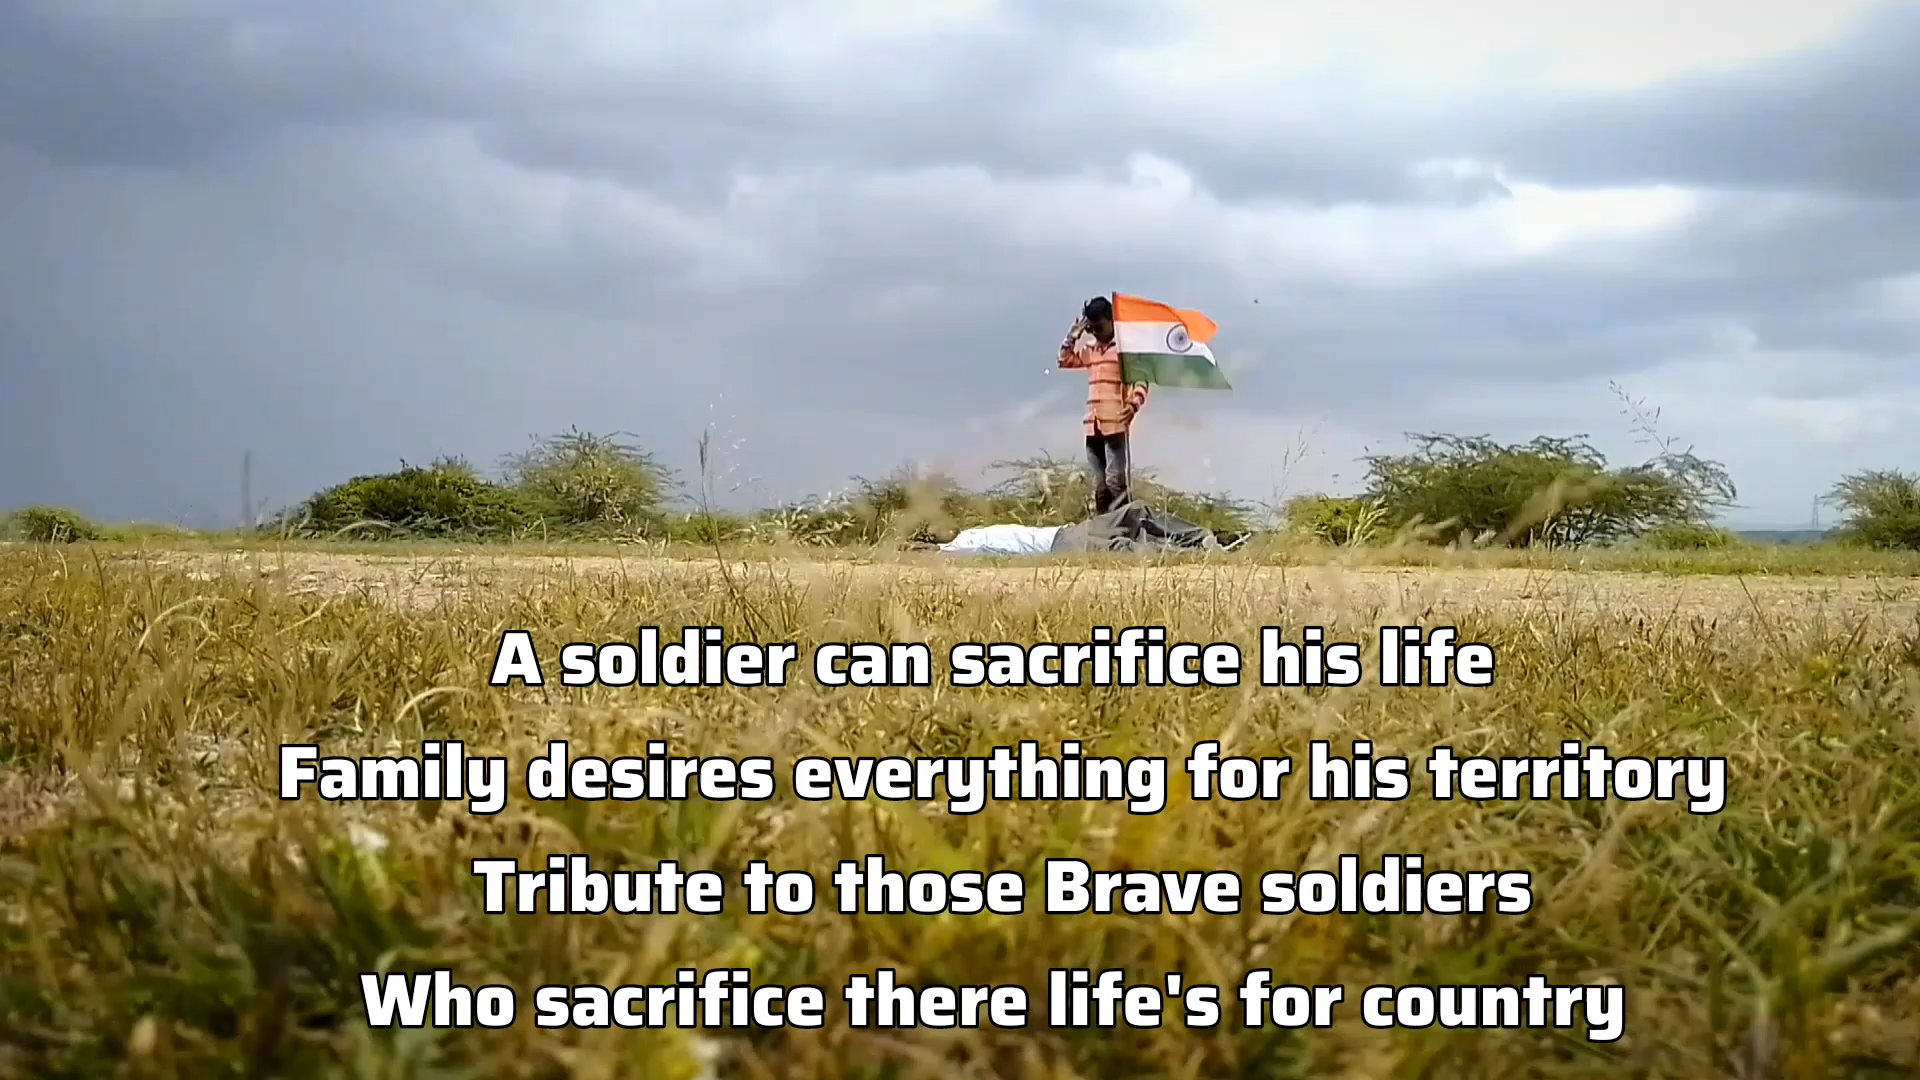 A soldier can sacrifice his life
Family desires everything for his territory
Tribute to those Brave soldiers
Who sacrifice there life's for country